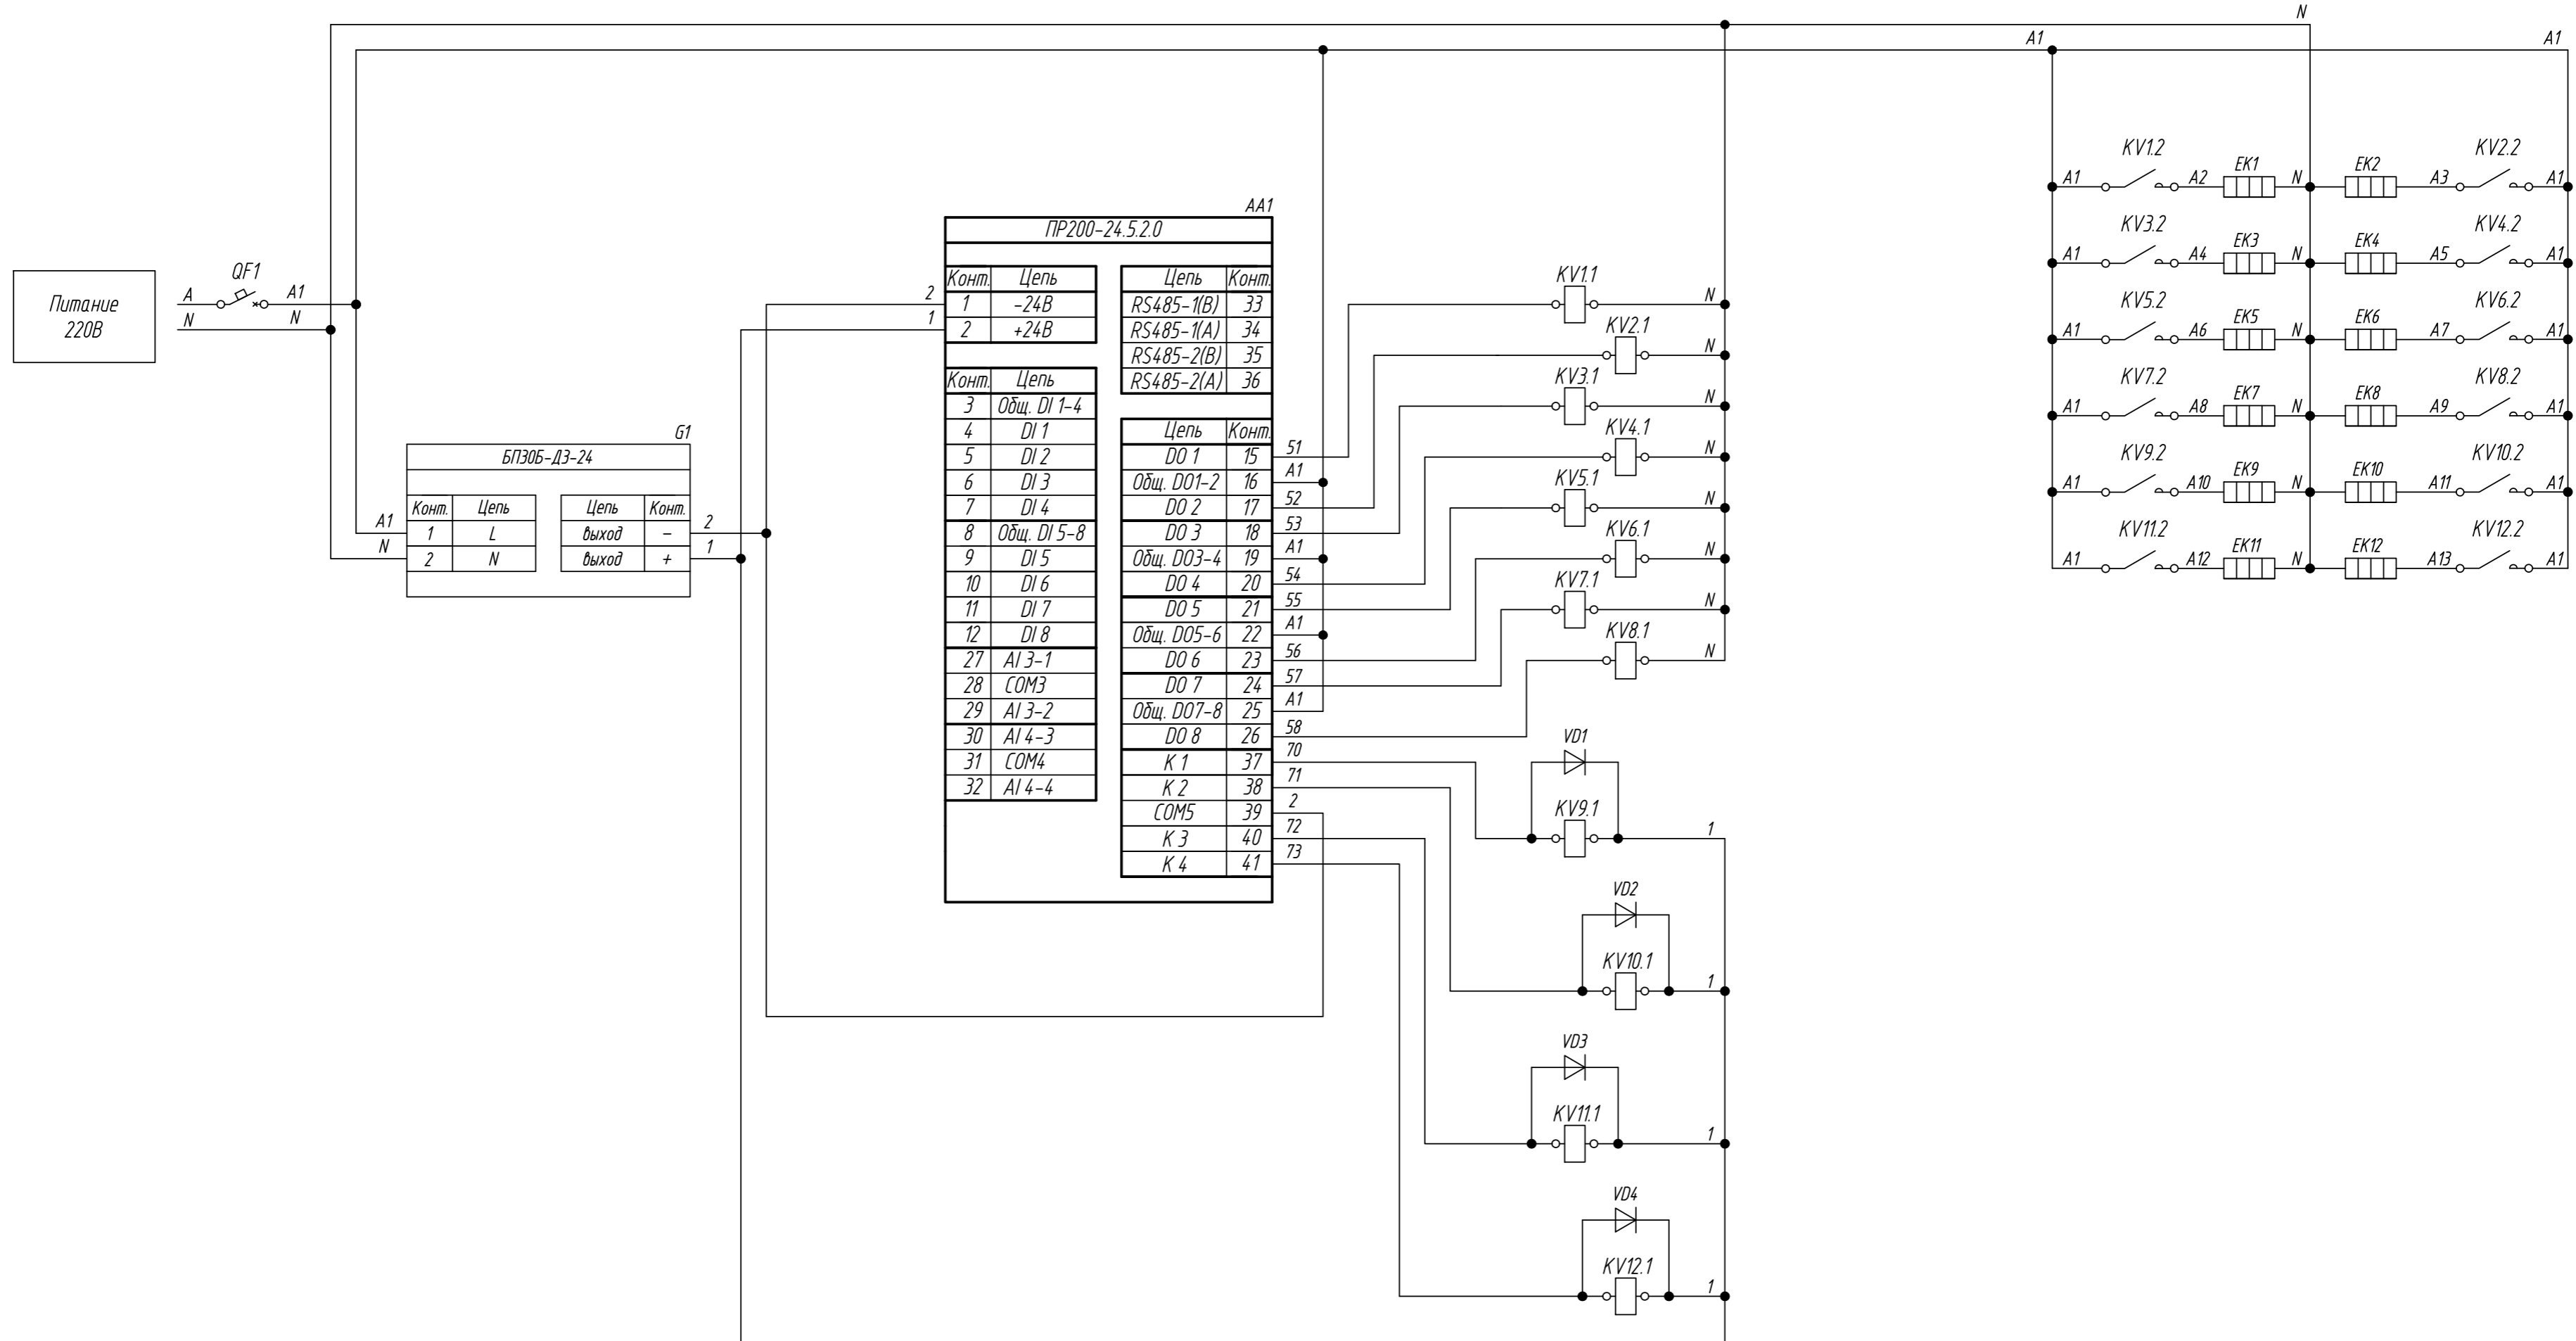 N
A1 A1
Питание
220В
QF1
A A1
N N
G1
БП30Б-Д3-24
Конт. Цепь Цепь Конт.
A1 1 L выход - 2
N 2 N выход + 1
AA1
ПР200-24.5.2.0
Конт. Цепь
2 1 -24В
1 2 +24В
Конт. Цепь
3 Общ. DI 1-4
4 DI 1
5 DI 2
6 DI 3
7 DI 4
8 Общ. DI 5-8
9 DI 5
10 DI 6
11 DI 7
12 DI 8
27 AI 3-1
28 COM3
29 AI 3-2
30 AI 4-3
31 COM4
32 AI 4-4
Цепь Конт.
RS485-1(B) 33
RS485-1(A) 34
RS485-2(B) 35
RS485-2(A) 36
Цепь Конт.
DO 1 15 51
Общ. DO1-2 16 A1
DO 2 17 52
DO 3 18 53
Общ. DO3-4 19 A1
DO 4 20 54
DO 5 21 55
Общ. DO5-6 22 A1
DO 6 23 56
DO 7 24 57
Общ. DO7-8 25 A1
DO 8 26 58
K 1 37 70
K 2 38 71
COM5 39 2
K 3 40 72
K 4 41 73
KV1.1 N
KV2.1 N
KV3.1 N
KV4.1 N
KV5.1 N
KV6.1 N
KV7.1 N
KV8.1 N
VD1
KV9.1 1
VD2
KV10.1 1
VD3
KV11.1 1
VD4
KV12.1 1
KV1.2 EK1 EK2 KV2.2
A1 A2 N A3 A1
KV3.2 EK3 EK4 KV4.2
A1 A4 N A5 A1
KV5.2 EK5 EK6 KV6.2
A1 A6 N A7 A1
KV7.2 EK7 EK8 KV8.2
A1 A8 N A9 A1
KV9.2 EK9 EK10 KV10.2
A1 A10 N A11 A1
KV11.2 EK11 EK12 KV12.2
A1 A12 N A13 A1